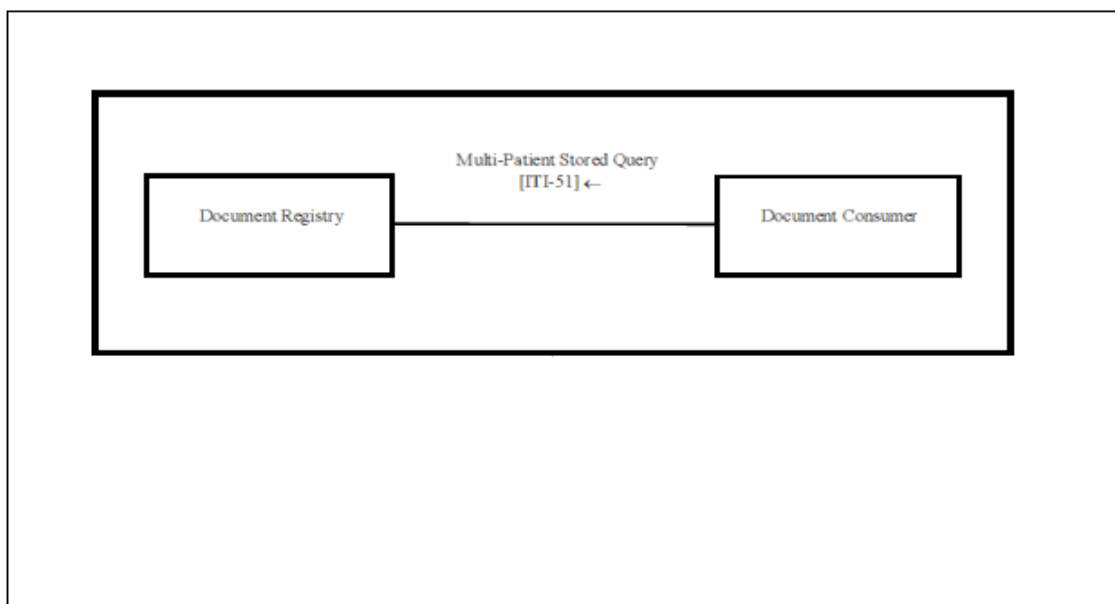 Multi-Patient Stored Query
[ITI-51] ←
Document Registry
Document Consumer